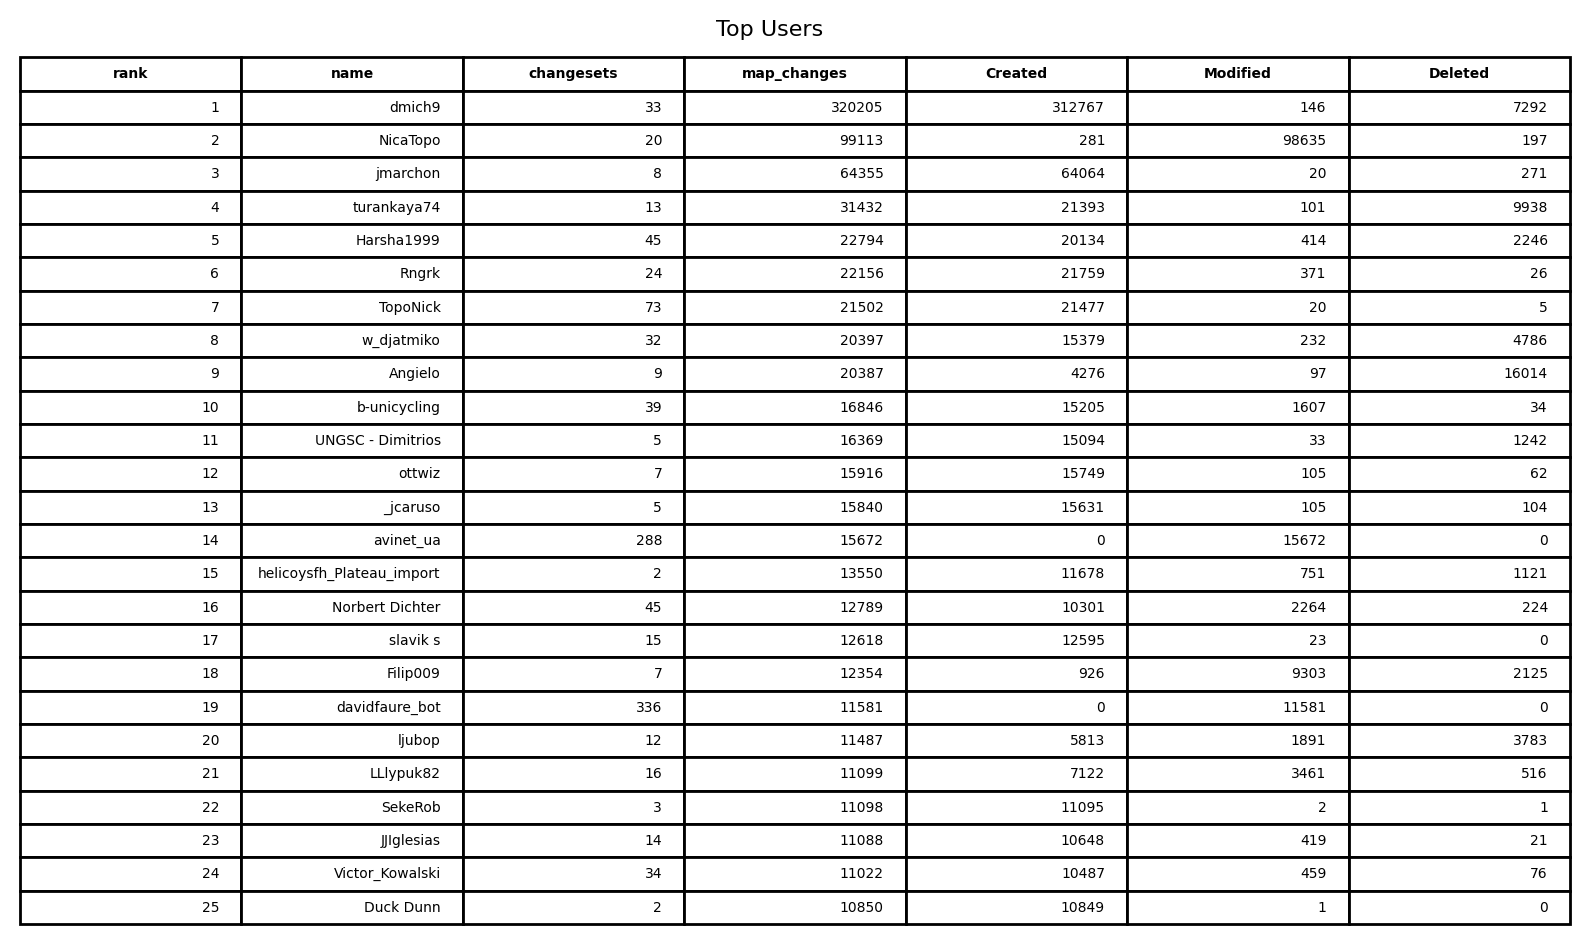 Top Users
rank name changesets map_changes Created Modified Deleted
1 dmich9 33 320205 312767 146 7292
2 NicaTopo 20 99113 281 98635 197
3 jmarchon 8 64355 64064 20 271
4 turankaya74 13 31432 21393 101 9938
5 Harsha1999 45 22794 20134 414 2246
6 Rngrk 24 22156 21759 371 26
7 TopoNick 73 21502 21477 20 5
8 w_djatmiko 32 20397 15379 232 4786
9 Angielo 9 20387 4276 97 16014
10 b-unicycling 39 16846 15205 1607 34
11 UNGSC - Dimitrios 5 16369 15094 33 1242
12 ottwiz 7 15916 15749 105 62
13 _jcaruso 5 15840 15631 105 104
14 avinet_ua 288 15672 0 15672 0
15 helicoysfh_Plateau_import 2 13550 11678 751 1121
16 Norbert Dichter 45 12789 10301 2264 224
17 slavik s 15 12618 12595 23 0
18 Filip009 7 12354 926 9303 2125
19 davidfaure_bot 336 11581 0 11581 0
20 ljubop 12 11487 5813 1891 3783
21 LLlypuk82 16 11099 7122 3461 516
22 SekeRob 3 11098 11095 2 1
23 JJIglesias 14 11088 10648 419 21
24 Victor_Kowalski 34 11022 10487 459 76
25 Duck Dunn 2 10850 10849 1 0